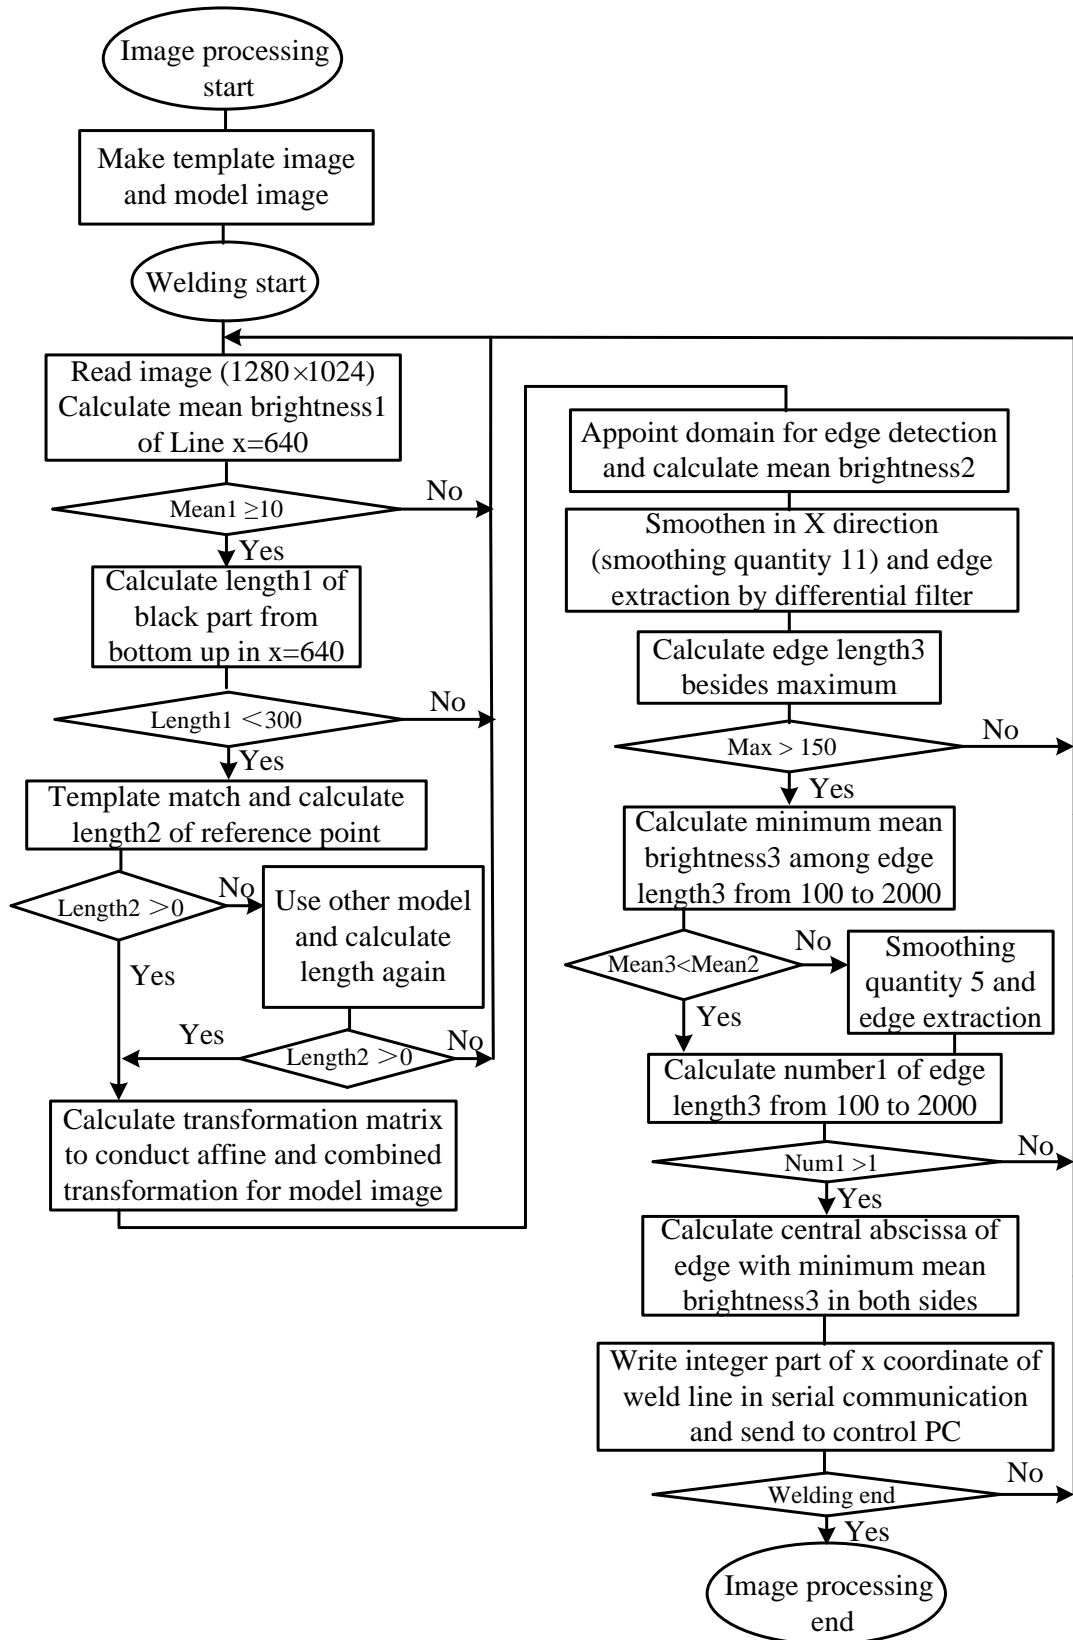 Image processing
start
Make template image
and model image
Welding start
Read image (1280×1024)
Calculate mean brightness1
of Line x=640
Mean1 ≥10
No
Yes
Calculate length1 of
black part from
bottom up in x=640
Length1 <300
No
Yes
Template match and calculate
length2 of reference point
Length2 >0
No
Yes
Use other model
and calculate
length again
Length2 >0
Yes
No
Calculate transformation matrix
to conduct affine and combined
transformation for model image
Appoint domain for edge detection
and calculate mean brightness2
Smoothen in X direction
(smoothing quantity 11) and edge
extraction by differential filter
Calculate edge length3
besides maximum
Max > 150
No
Yes
Calculate minimum mean
brightness3 among edge
length3 from 100 to 2000
Mean3<Mean2
No
Yes
Smoothing
quantity 5 and
edge extraction
Calculate number1 of edge
length3 from 100 to 2000
Num1 >1
No
Yes
Calculate central abscissa of
edge with minimum mean
brightness3 in both sides
Write integer part of x coordinate of
weld line in serial communication
and send to control PC
Welding end
No
Yes
Image processing
end